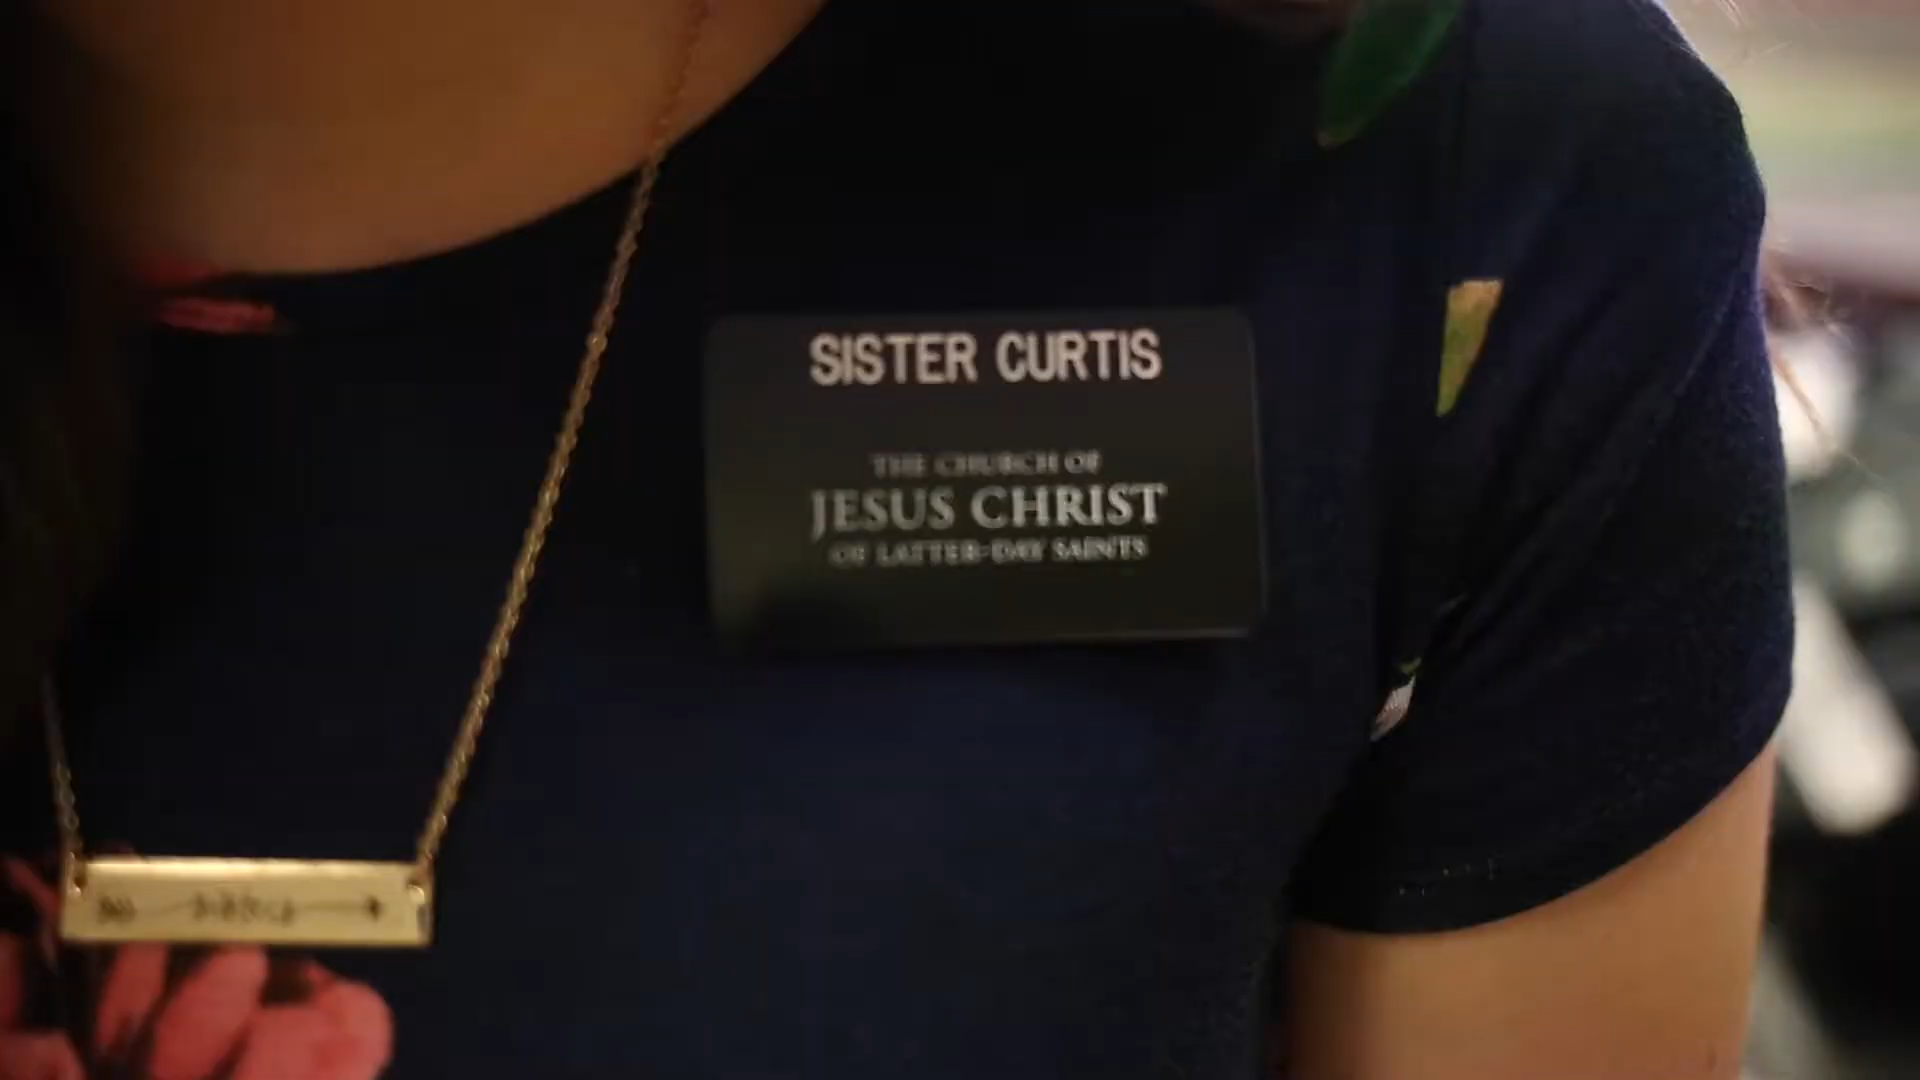 SISTER CURTIS
THE CHURCH OF
JESUS CHRIST
OF LATTER-DAY SAINTS